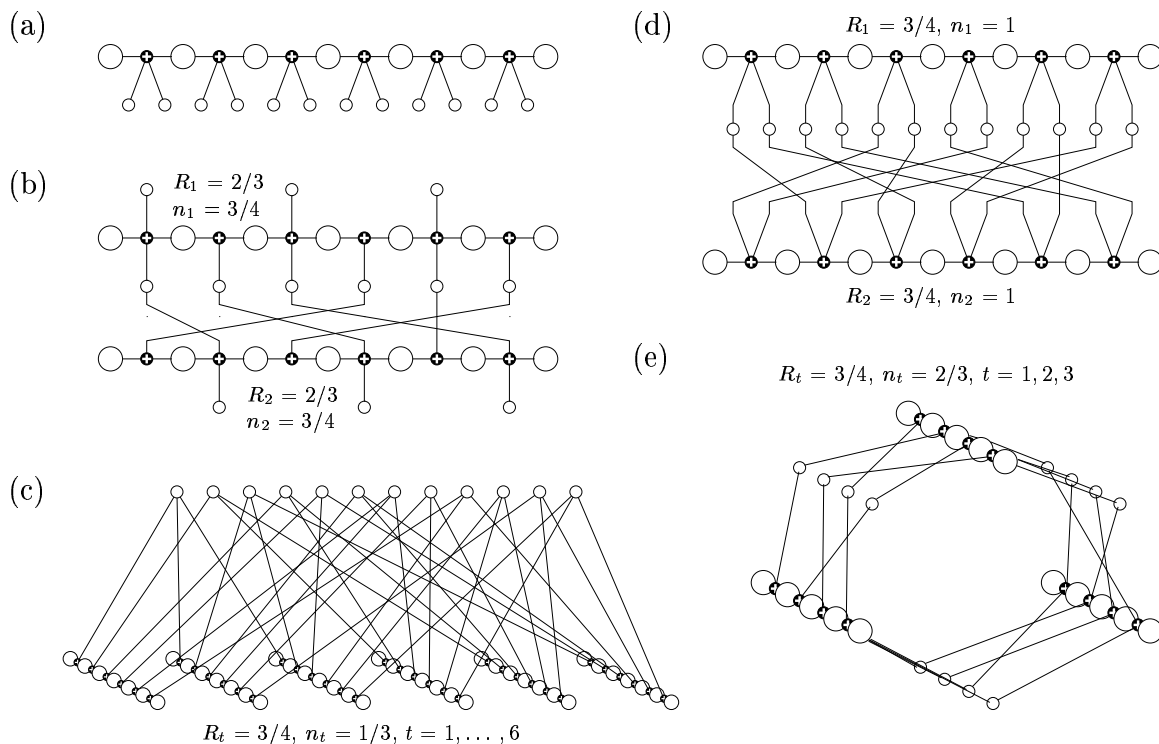 (a)
(b)
R₁ = 2/3
n₁ = 3/4
R₂ = 2/3
n₂ = 3/4
(c)
Rₜ = 3/4, nₜ = 1/3, t = 1, . . . , 6
(d)
R₁ = 3/4, n₁ = 1
R₂ = 3/4, n₂ = 1
(e)
Rₜ = 3/4, nₜ = 2/3, t = 1, 2, 3